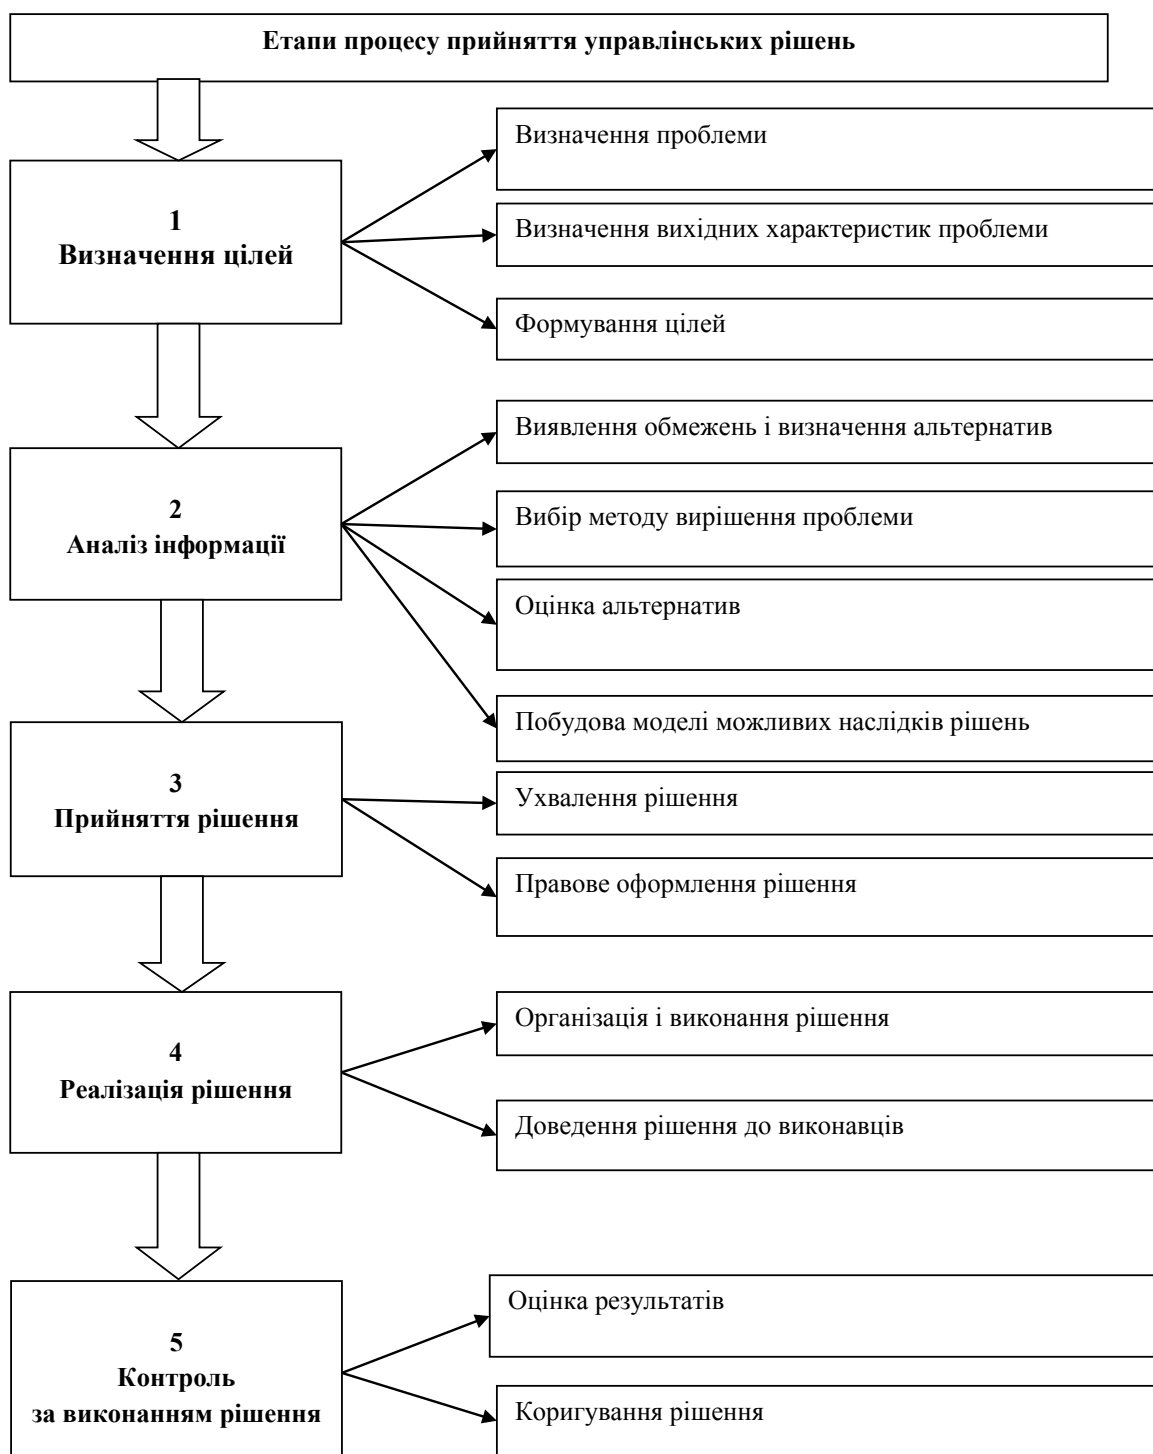 Етапи процесу прийняття управлінських рішень
1
Визначення цілей
Визначення проблеми
Визначення вихідних характеристик проблеми
Формування цілей
2
Аналіз інформації
Виявлення обмежень і визначення альтернатив
Вибір методу вирішення проблеми
Оцінка альтернатив
Побудова моделі можливих наслідків рішень
3
Прийняття рішення
Ухвалення рішення
Правове оформлення рішення
4
Реалізація рішення
Організація і виконання рішення
Доведення рішення до виконавців
5
Контроль
за виконанням рішення
Оцінка результатів
Коригування рішення